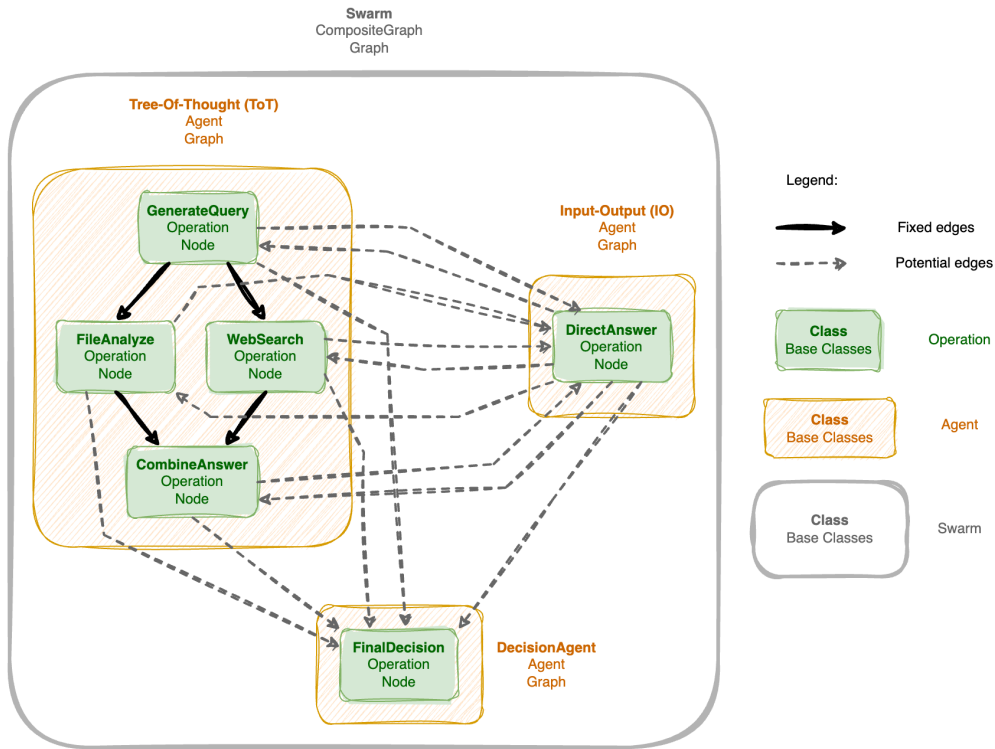 Swarm
CompositeGraph
Graph
Tree-Of-Thought (ToT)
Agent
Graph
GenerateQuery
Operation
Node
FileAnalyze
Operation
Node
WebSearch
Operation
Node
CombineAnswer
Operation
Node
Input-Output (IO)
Agent
Graph
DirectAnswer
Operation
Node
FinalDecision
Operation
Node
DecisionAgent
Agent
Graph
Legend:
Fixed edges
Potential edges
Class
Base Classes
Operation
Class
Base Classes
Agent
Class
Base Classes
Swarm